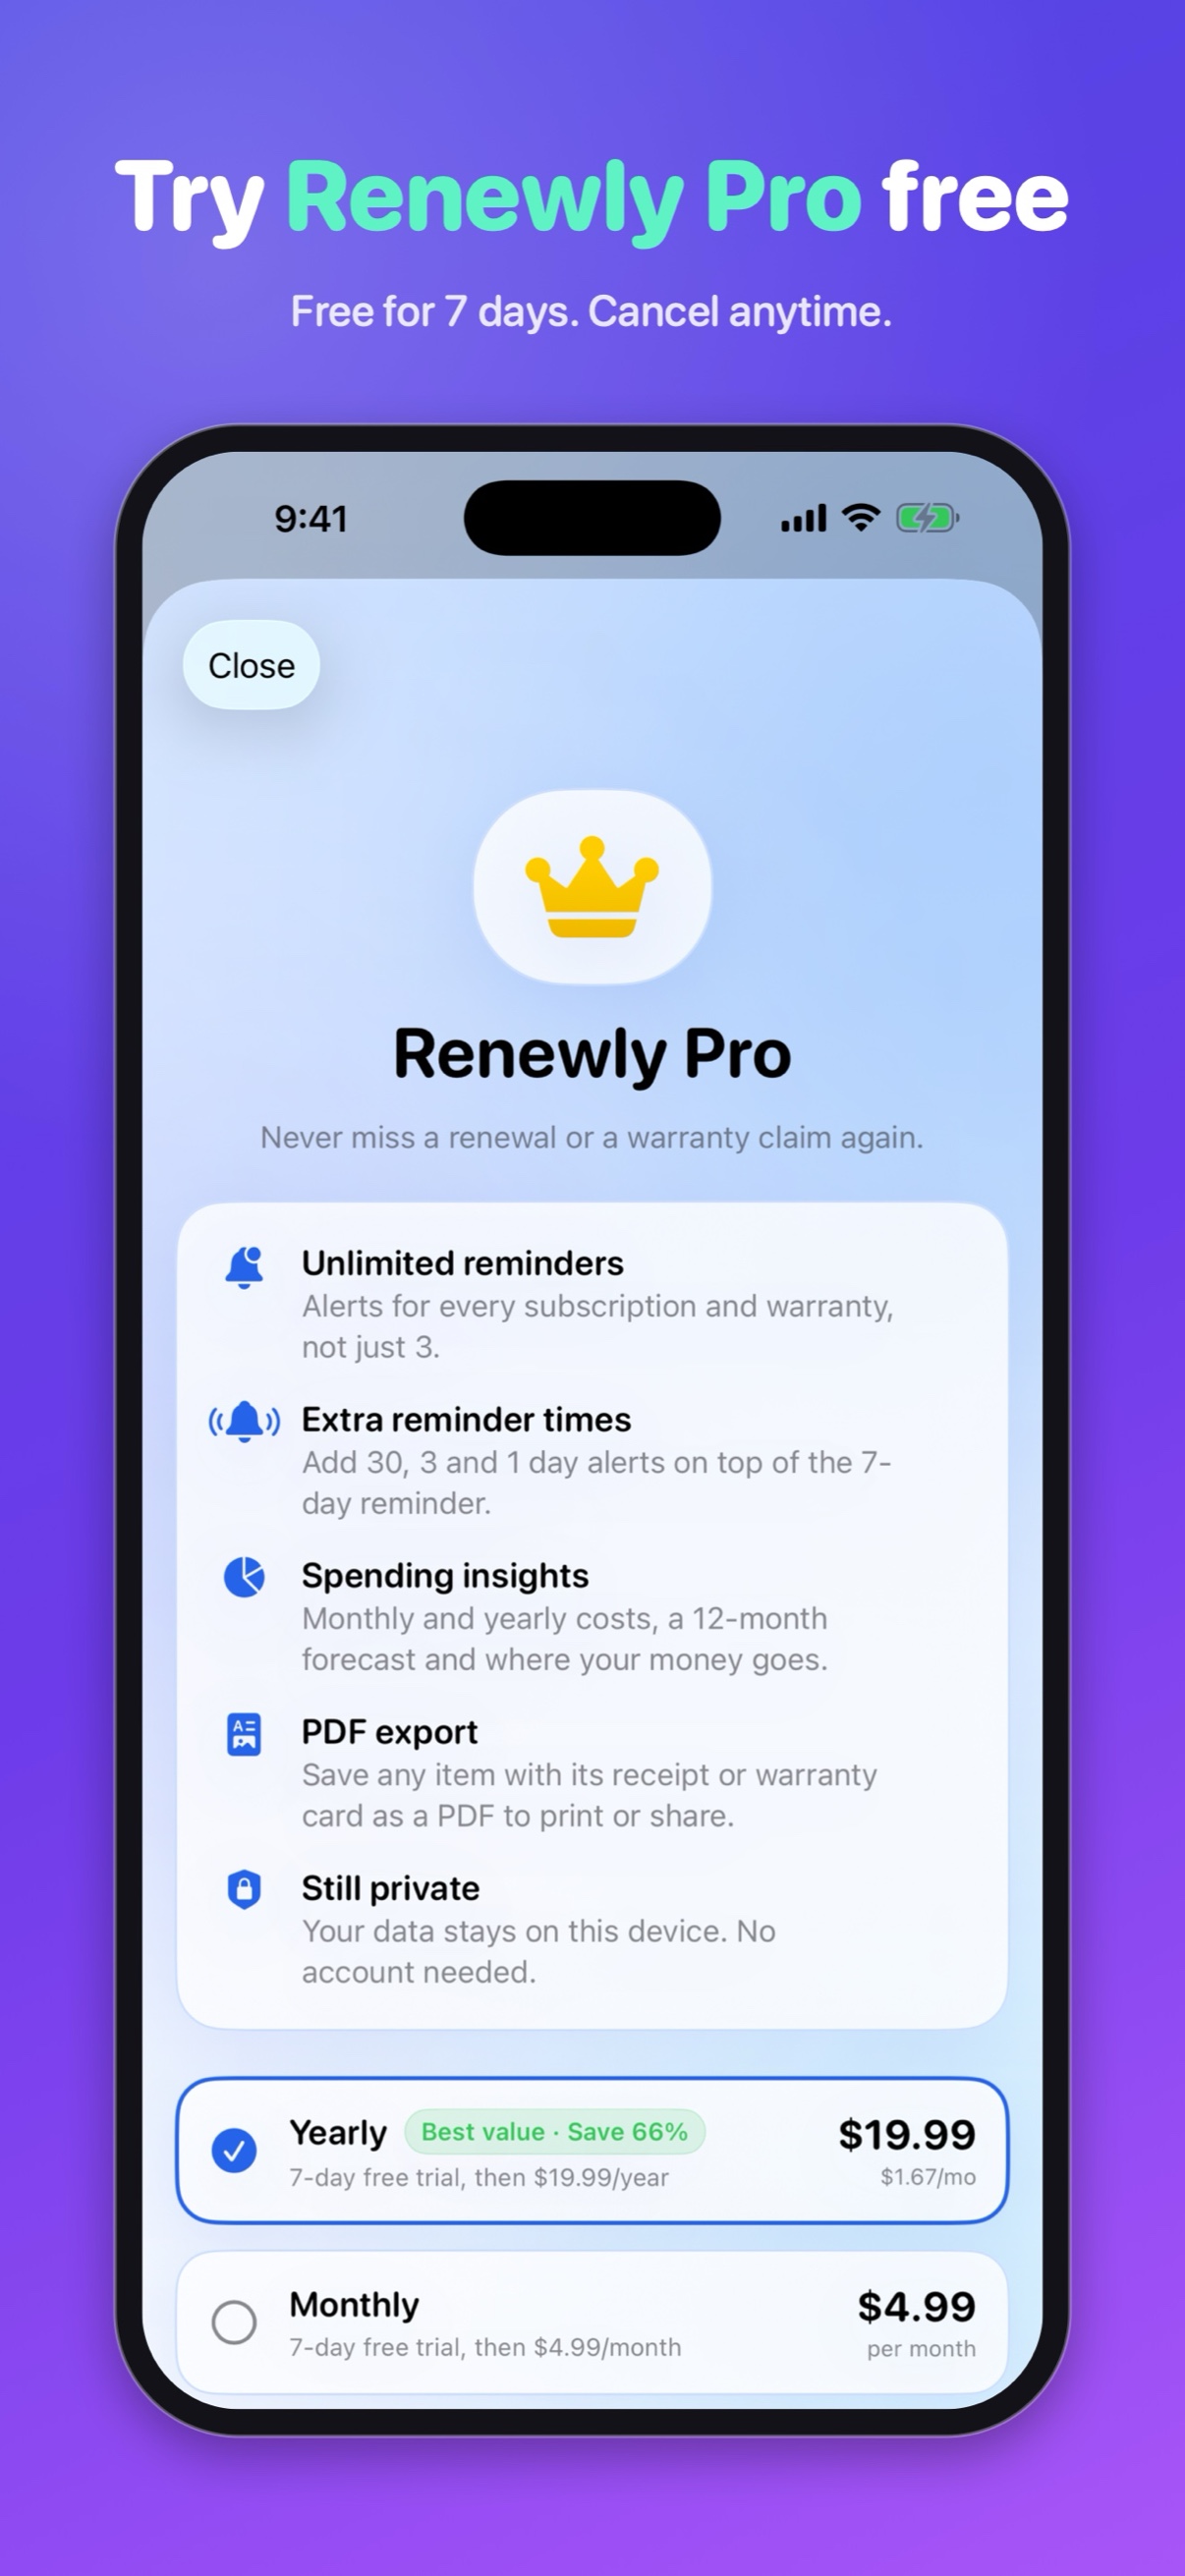 Try Renewly Pro free
Free for 7 days. Cancel anytime.
9:41
Close
Renewly Pro
Never miss a renewal or a warranty claim again.
Unlimited reminders
Alerts for every subscription and warranty,
not just 3.
Extra reminder times
Add 30, 3 and 1 day alerts on top of the 7-
day reminder.
Spending insights
Monthly and yearly costs, a 12-month
forecast and where your money goes.
PDF export
Save any item with its receipt or warranty
card as a PDF to print or share.
Still private
Your data stays on this device. No
account needed.
Yearly Best value · Save 66% $19.99
7-day free trial, then $19.99/year $1.67/mo
Monthly $4.99
7-day free trial, then $4.99/month per month